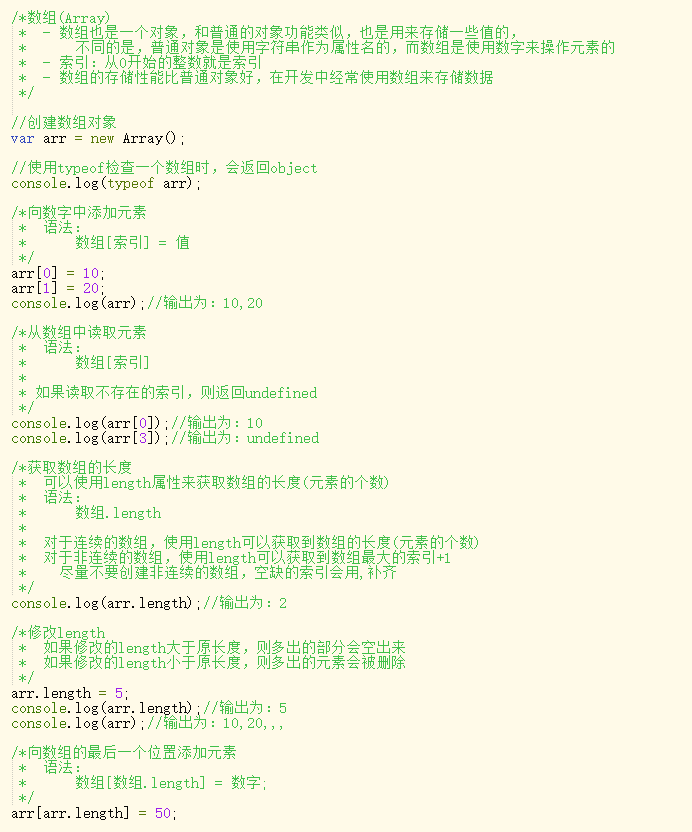 /*数组(Array)
 *  - 数组也是一个对象，和普通的对象功能类似，也是用来存储一些值的，
 *      不同的是，普通对象是使用字符串作为属性名的，而数组是使用数字来操作元素的
 *  - 索引：从0开始的整数就是索引
 *  - 数组的存储性能比普通对象好，在开发中经常使用数组来存储数据
 */
//创建数组对象
var arr = new Array();
//使用typeof检查一个数组时，会返回object
console.log(typeof arr);
/*向数字中添加元素
 *  语法：
 *      数组[索引] = 值
 */
arr[0] = 10;
arr[1] = 20;
console.log(arr);//输出为：10,20
/*从数组中读取元素
 *  语法：
 *      数组[索引]
 *
 * 如果读取不存在的索引，则返回undefined
 */
console.log(arr[0]);//输出为：10
console.log(arr[3]);//输出为：undefined
/*获取数组的长度
 *  可以使用length属性来获取数组的长度(元素的个数)
 *  语法：
 *      数组.length
 *
 *  对于连续的数组，使用length可以获取到数组的长度(元素的个数)
 *  对于非连续的数组，使用length可以获取到数组最大的索引+1
 *    尽量不要创建非连续的数组，空缺的索引会用,补齐
 */
console.log(arr.length);//输出为：2
/*修改length
 *  如果修改的length大于原长度，则多出的部分会空出来
 *  如果修改的length小于原长度，则多出的元素会被删除
 */
arr.length = 5;
console.log(arr.length);//输出为：5
console.log(arr);//输出为：10,20,,,
/*向数组的最后一个位置添加元素
 *  语法：
 *      数组[数组.length] = 数字;
 */
arr[arr.length] = 50;